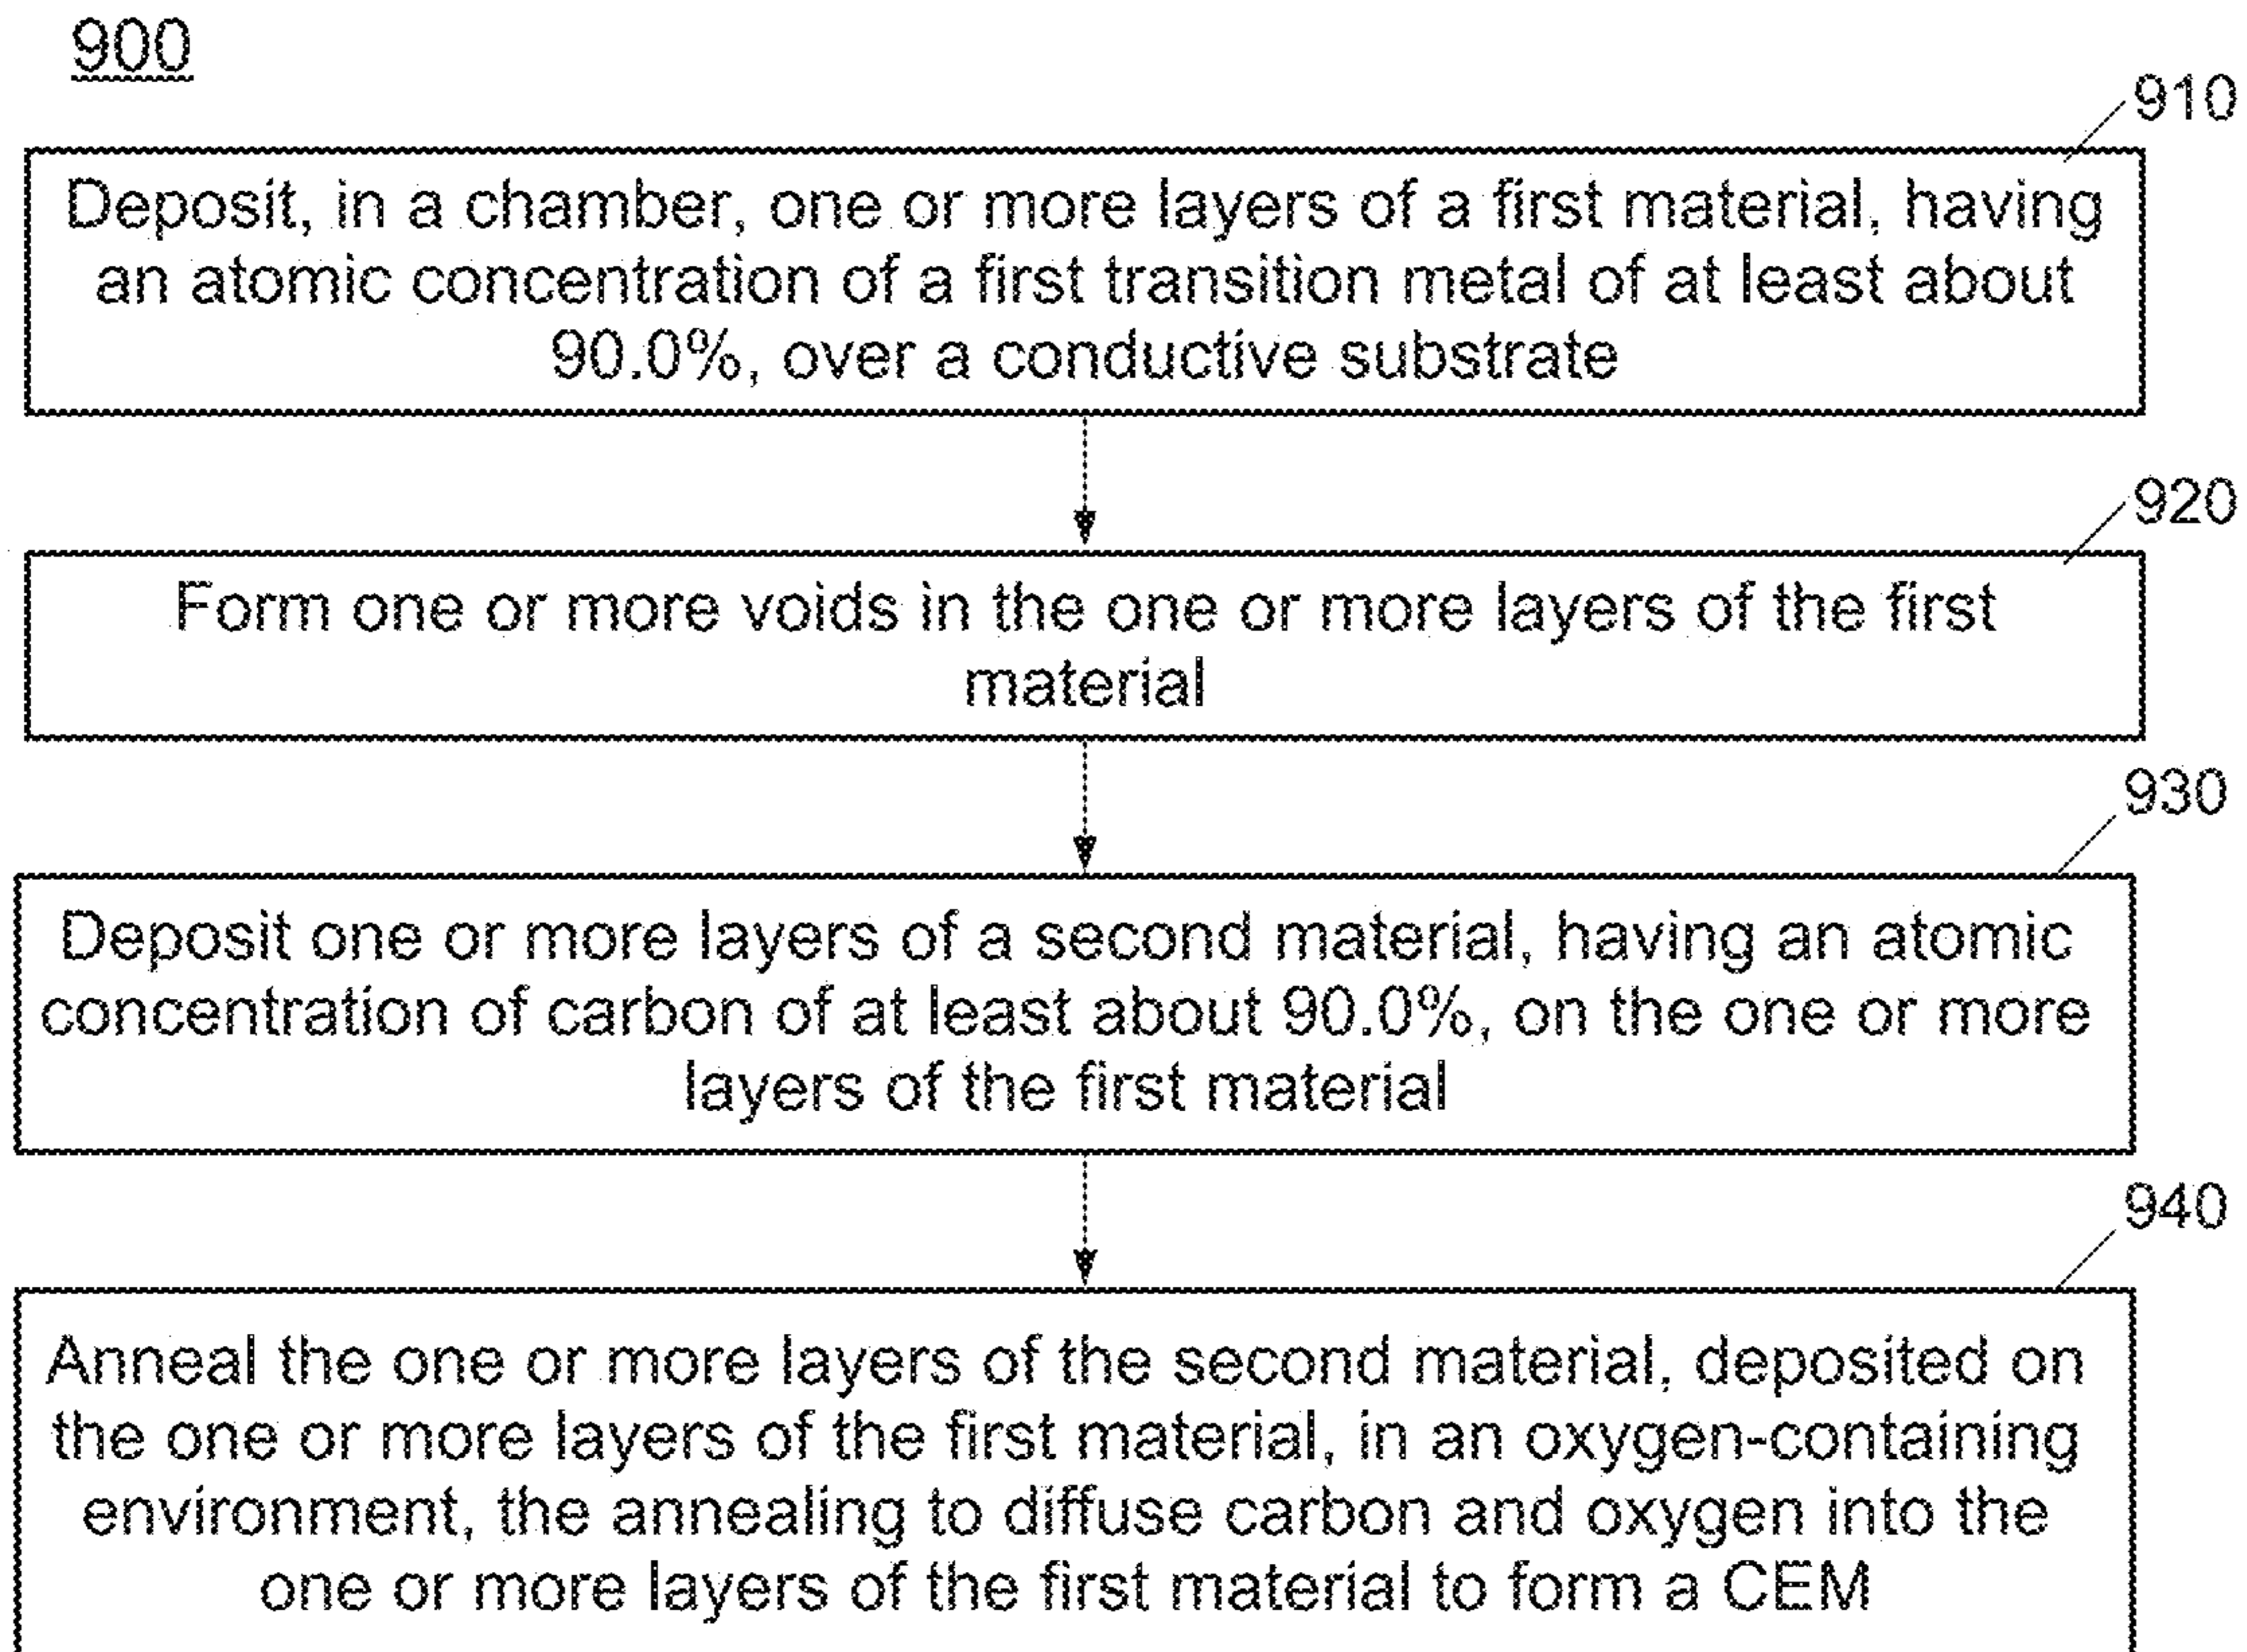 900
910
Deposit, in a chamber, one or more layers of a first material, having
an atomic concentration of a first transition metal of at least about
90.0%, over a conductive substrate
920
Form one or more voids in the one or more layers of the first
material
930
Deposit one or more layers of a second material, having an atomic
concentration of carbon of at least about 90.0%, on the one or more
layers of the first material
940
Anneal the one or more layers of the second material, deposited on
the one or more layers of the first material, in an oxygen-containing
environment, the annealing to diffuse carbon and oxygen into the
one or more layers of the first material to form a CEM